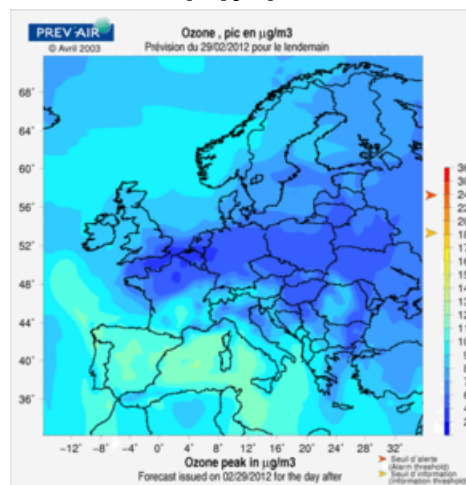 PREV'AIR
© Avril 2003
Ozone , pic en µg/m3
Prévision du 29/02/2012 pour le lendemain
68°
64°
60°
56°
52°
48°
44°
40°
36°
−12° −8° −4° 0° 4° 8° 12° 16° 20° 24° 28° 32°
Ozone peak in µg/m3
Forecast issued on 02/29/2012 for the day after
Seuil d'alerte
(Alarm threshold)
Seuil d'information
(Information threshold)